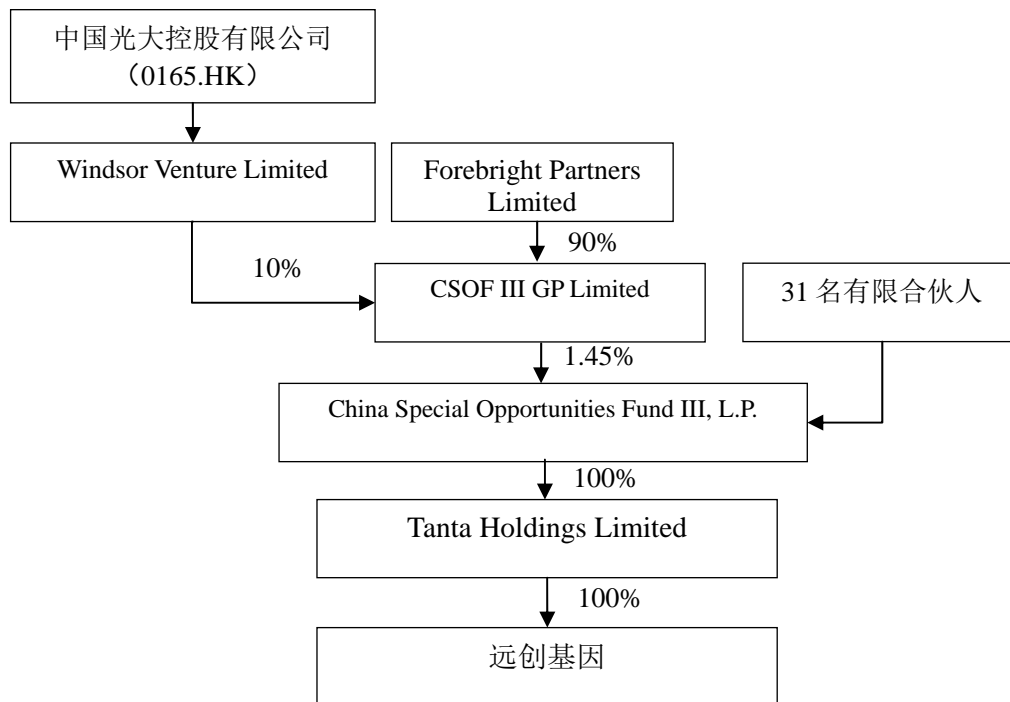 中国光大控股有限公司
（0165.HK）
Windsor Venture Limited
Forebright Partners
Limited
90%
10%
CSOF III GP Limited
31 名有限合伙人
1.45%
China Special Opportunities Fund III, L.P.
100%
Tanta Holdings Limited
100%
远创基因